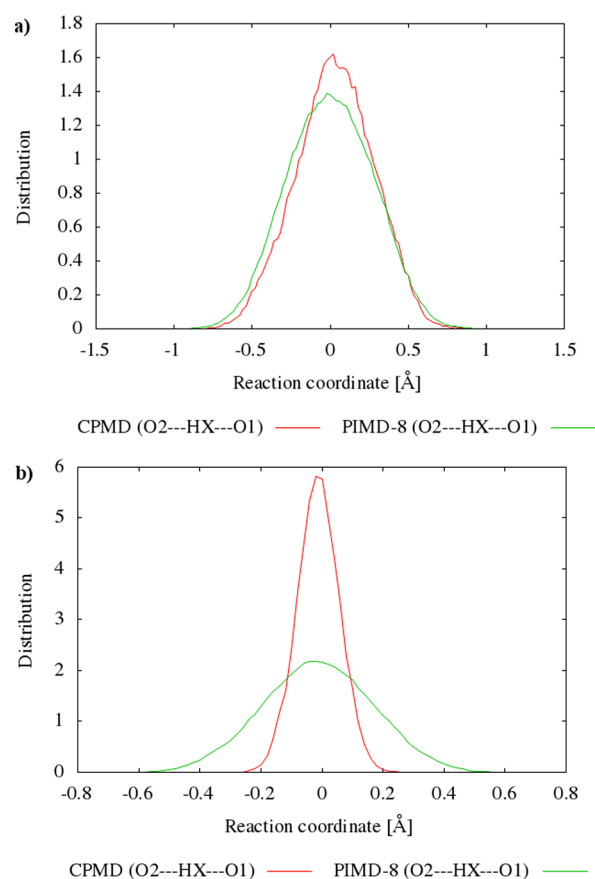 a)
1.8
1.6
1.4
1.2
1
0.8
0.6
0.4
0.2
0
Distribution
-1.5 -1 -0.5 0 0.5 1 1.5
Reaction coordinate [Å]
CPMD (O2---HX---O1) PIMD-8 (O2---HX---O1)
b)
6
5
4
3
2
1
0
Distribution
-0.8 -0.6 -0.4 -0.2 0 0.2 0.4 0.6 0.8
Reaction coordinate [Å]
CPMD (O2---HX---O1) PIMD-8 (O2---HX---O1)